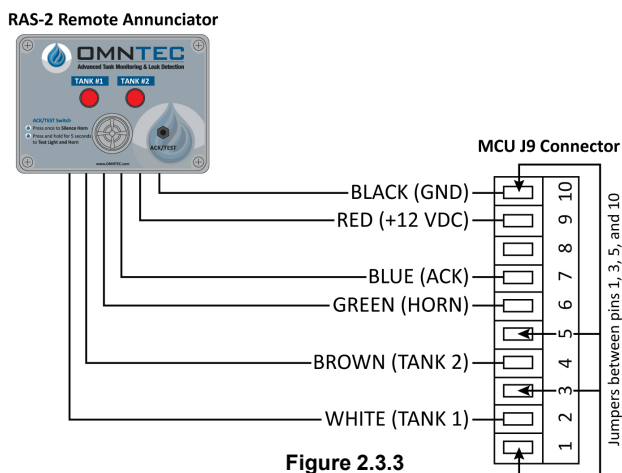 RAS-2 Remote Annunciator
OMNTEC
Advanced Tank Monitoring & Leak Detection
TANK #1 TANK #2
ACK/TEST Switch
Press once to Silence Horn
Press and hold for 5 seconds
to Test Light and Horn
ACK/TEST
www.OMNTEC.com
MCU J9 Connector
BLACK (GND) 10
RED (+12 VDC) 9
8
BLUE (ACK) 7
GREEN (HORN) 6
5
BROWN (TANK 2) 4
3
WHITE (TANK 1) 2
1
Jumpers between pins 1, 3, 5, and 10
Figure 2.3.3